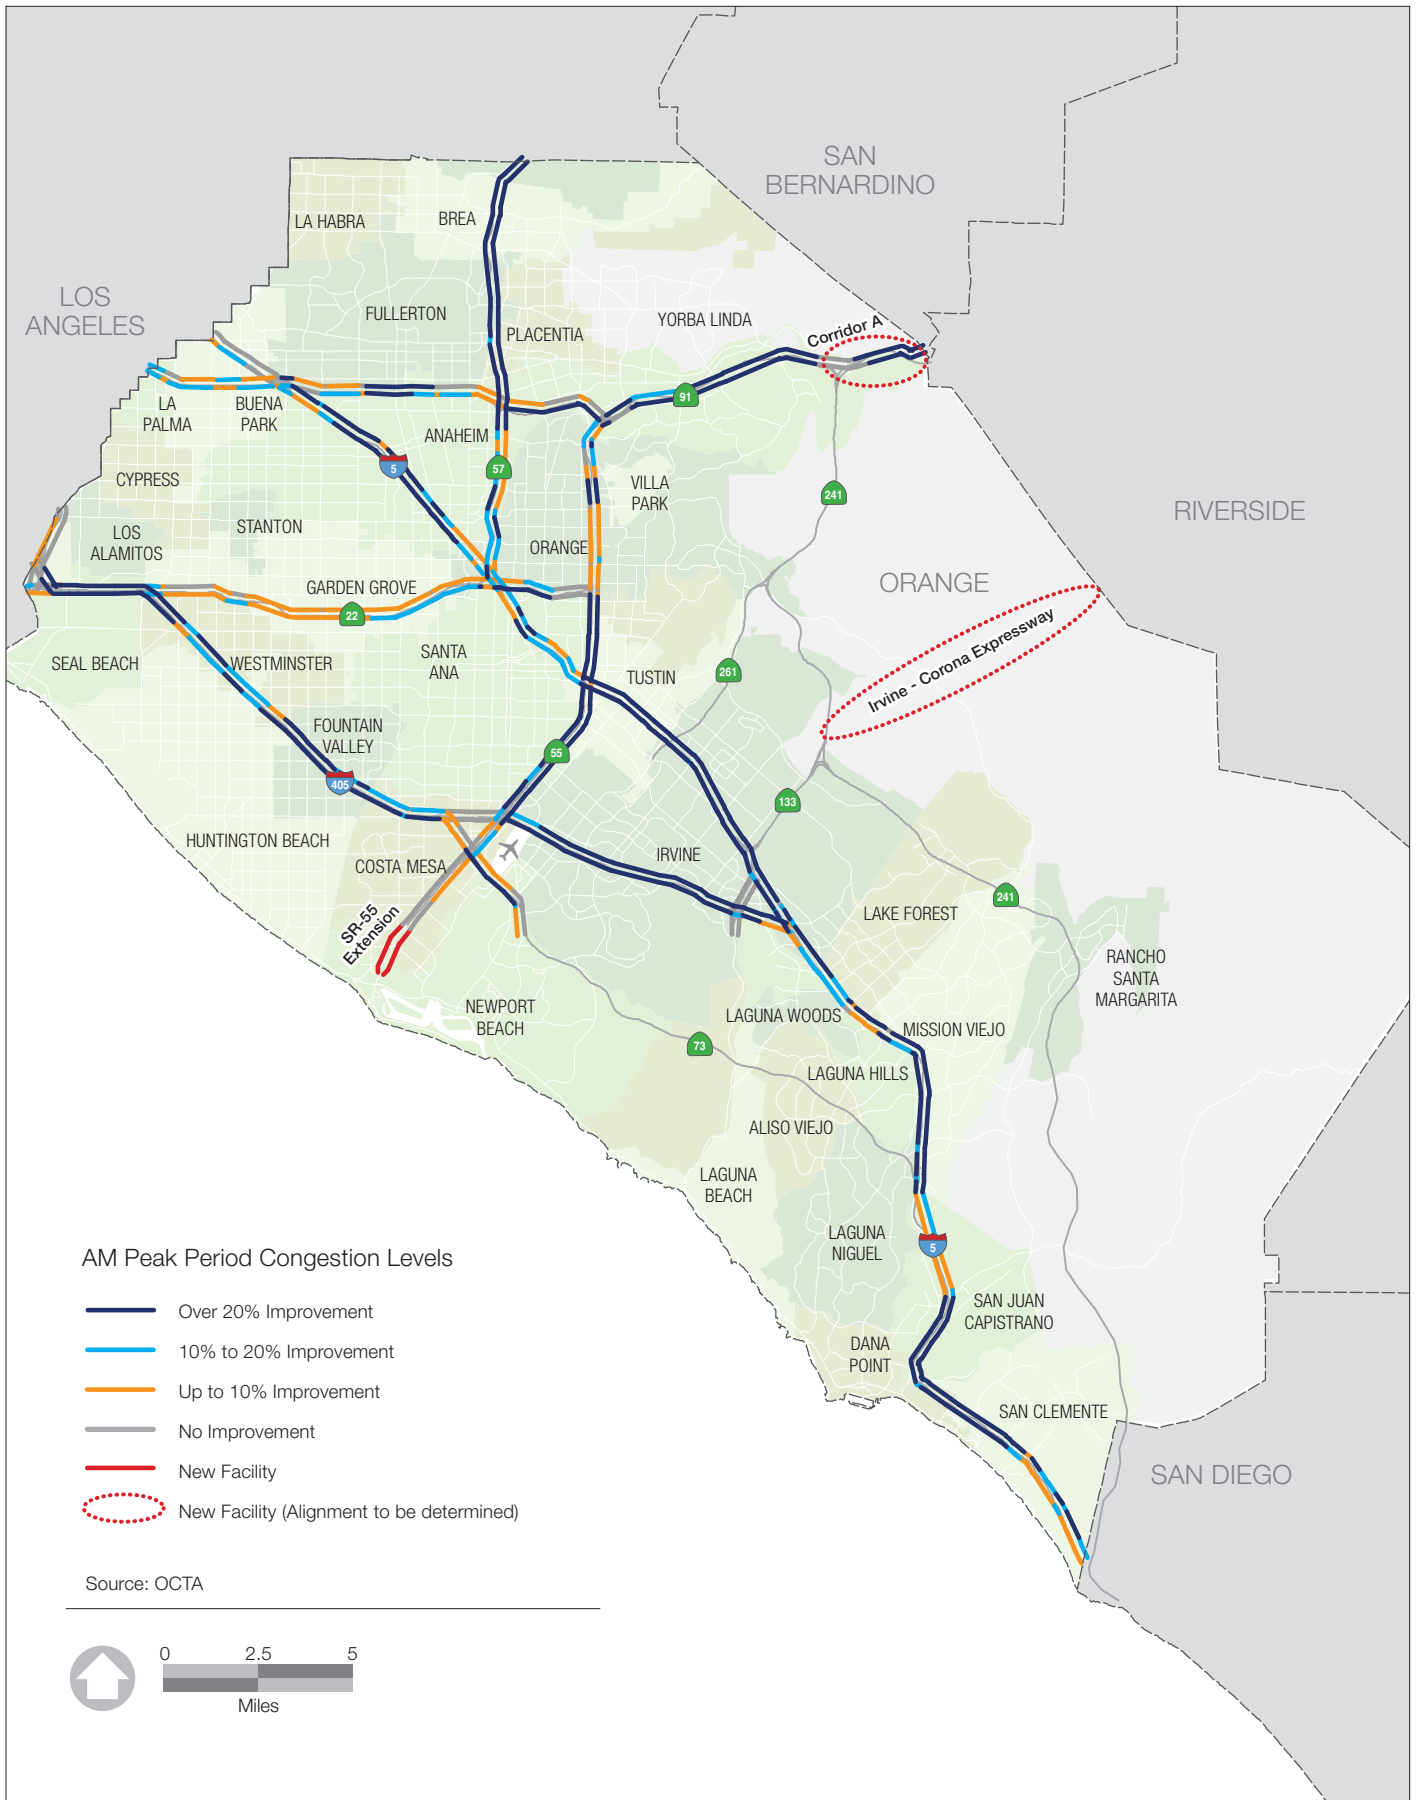 SAN
BERNARDINO
LA HABRA
BREA
LOS
ANGELES
FULLERTON
PLACENTIA
YORBA LINDA
Corridor A
LA
PALMA
BUENA
PARK
91
ANAHEIM
5
57
CYPRESS
VILLA
PARK
241
RIVERSIDE
LOS
ALAMITOS
STANTON
ORANGE
ORANGE
GARDEN GROVE
22
SEAL BEACH
WESTMINSTER
SANTA
ANA
TUSTIN
261
Irvine - Corona Expressway
FOUNTAIN
VALLEY
55
405
133
HUNTINGTON BEACH
COSTA MESA
IRVINE
241
LAKE FOREST
SR-55
Extension
RANCHO
SANTA
MARGARITA
NEWPORT
BEACH
LAGUNA WOODS
MISSION VIEJO
73
LAGUNA HILLS
ALISO VIEJO
LAGUNA
BEACH
LAGUNA
NIGUEL
5
SAN JUAN
CAPISTRANO
DANA
POINT
SAN CLEMENTE
SAN DIEGO
AM Peak Period Congestion Levels
Over 20% Improvement
10% to 20% Improvement
Up to 10% Improvement
No Improvement
New Facility
New Facility (Alignment to be determined)
Source: OCTA
0 2.5 5
Miles